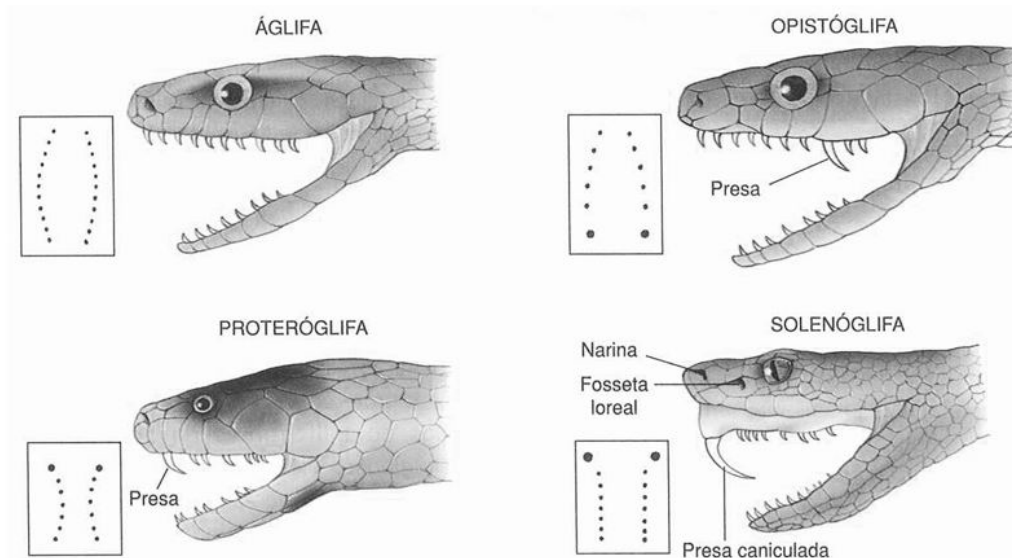 ÁGLIFA
OPISTÓGLIFA
Presa
PROTERÓGLIFA
Presa
SOLENÓGLIFA
Narina
Fosseta
loreal
Presa caniculada